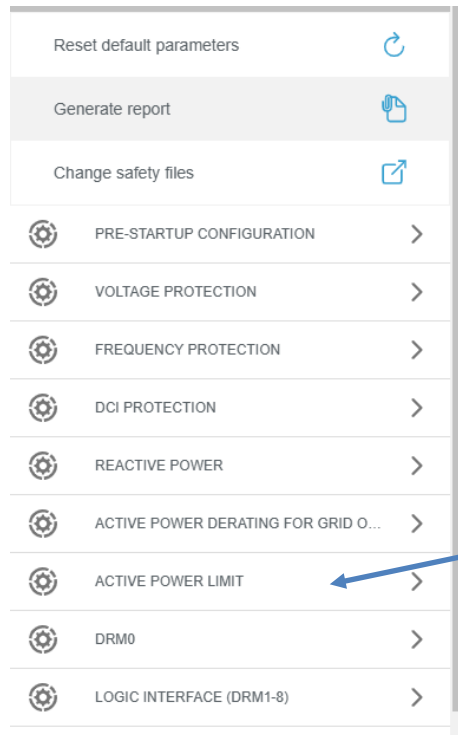 Reset default parameters
Generate report
Change safety files
PRE-STARTUP CONFIGURATION
VOLTAGE PROTECTION
FREQUENCY PROTECTION
DCI PROTECTION
REACTIVE POWER
ACTIVE POWER DERATING FOR GRID O...
ACTIVE POWER LIMIT
DRM0
LOGIC INTERFACE (DRM1-8)